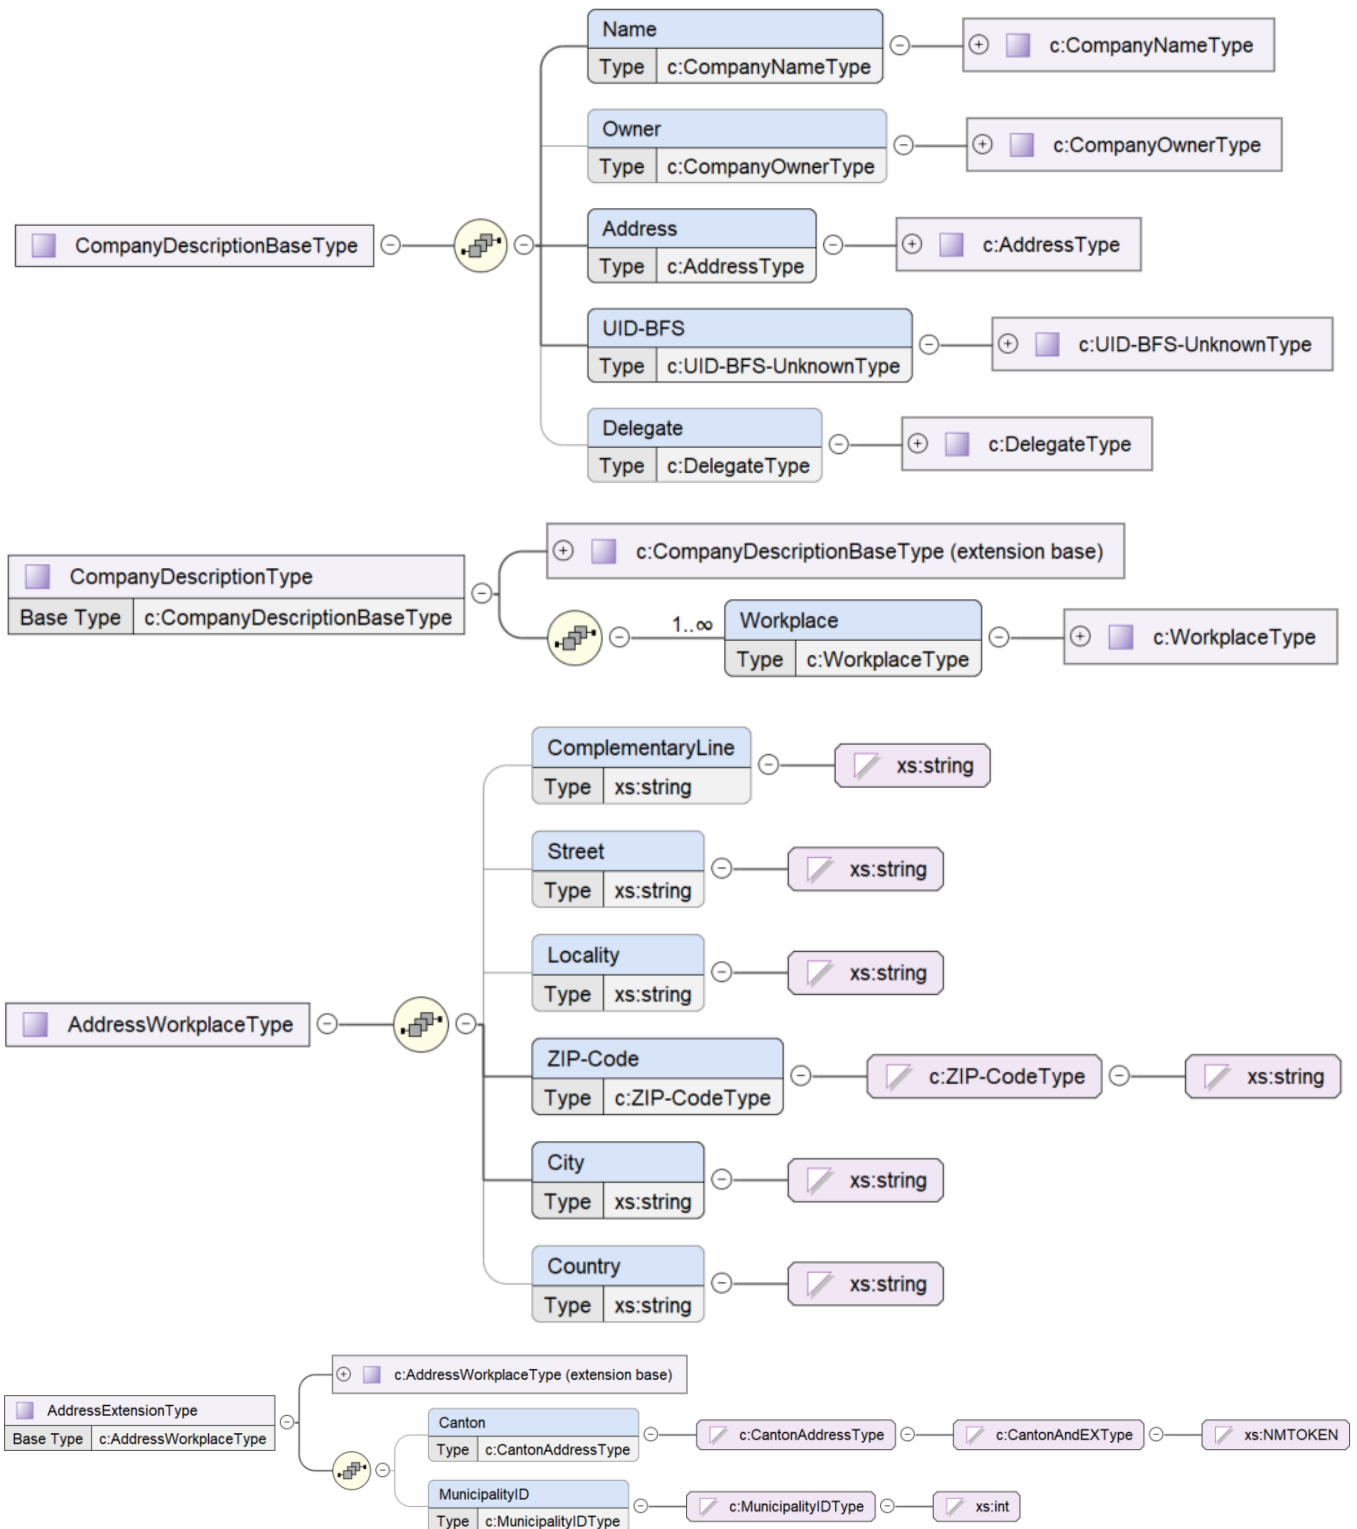 Name
Type c:CompanyNameType
c:CompanyNameType
Owner
Type c:CompanyOwnerType
c:CompanyOwnerType
CompanyDescriptionBaseType
Address
Type c:AddressType
c:AddressType
UID-BFS
Type c:UID-BFS-UnknownType
c:UID-BFS-UnknownType
Delegate
Type c:DelegateType
c:DelegateType
c:CompanyDescriptionBaseType (extension base)
CompanyDescriptionType
Base Type c:CompanyDescriptionBaseType
1..∞
Workplace
Type c:WorkplaceType
c:WorkplaceType
ComplementaryLine
Type xs:string
xs:string
Street
Type xs:string
xs:string
Locality
Type xs:string
xs:string
AddressWorkplaceType
ZIP-Code
Type c:ZIP-CodeType
c:ZIP-CodeType
xs:string
City
Type xs:string
xs:string
Country
Type xs:string
xs:string
c:AddressWorkplaceType (extension base)
AddressExtensionType
Base Type c:AddressWorkplaceType
Canton
Type c:CantonAddressType
c:CantonAddressType
c:CantonAndEXType
xs:NMTOKEN
MunicipalityID
Type c:MunicipalityIDType
c:MunicipalityIDType
xs:int